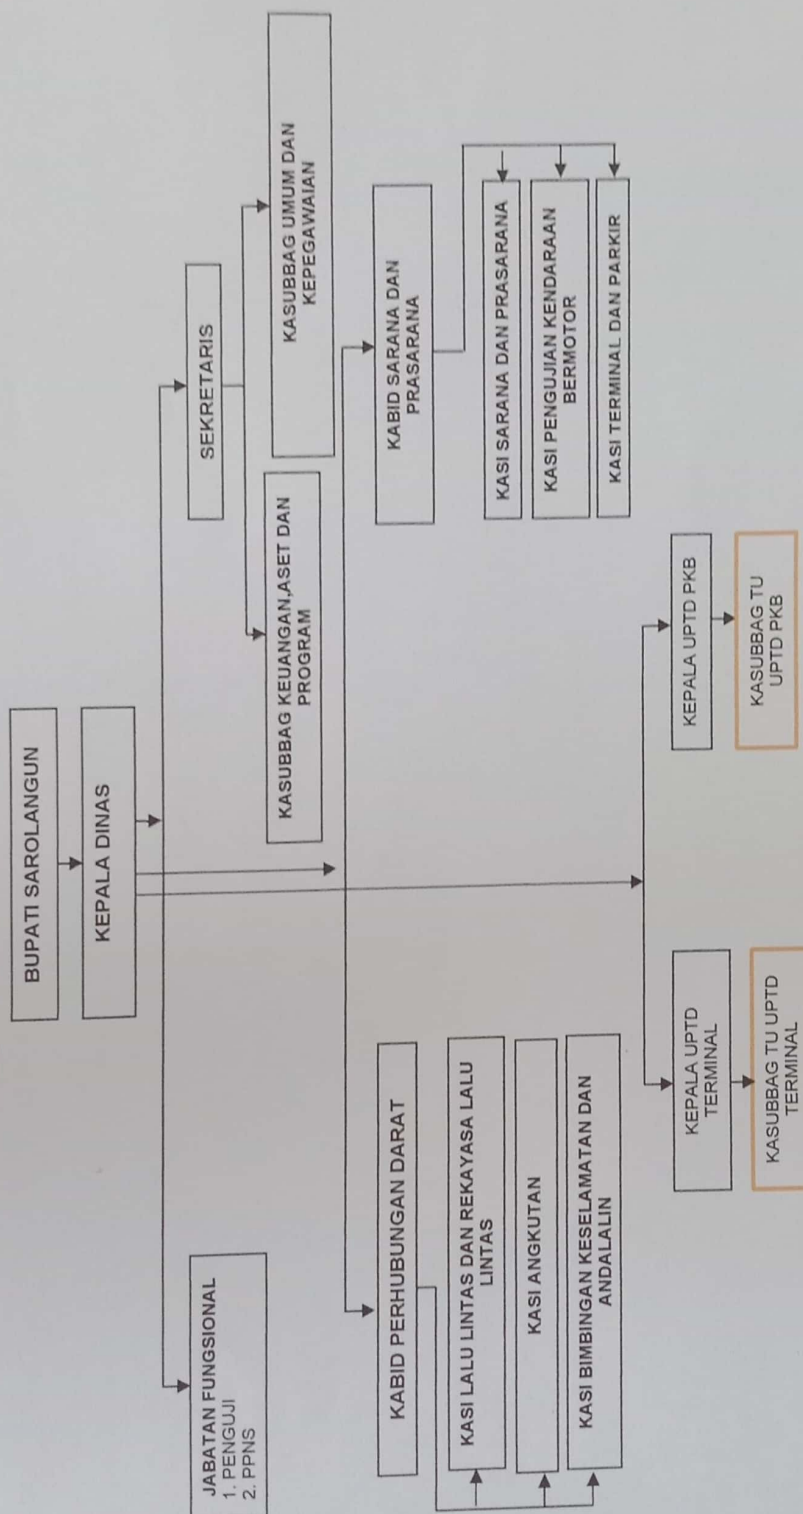 BUPATI SAROLANGUN
KEPALA DINAS
JABATAN FUNGSIONAL
1. PENGUJI
2. PPNS
SEKRETARIS
KASUBBAG KEUANGAN,ASET DAN
PROGRAM
KASUBBAG UMUM DAN
KEPEGAWAIAN
KABID PERHUBUNGAN DARAT
KASI LALU LINTAS DAN REKAYASA LALU
LINTAS
KASI ANGKUTAN
KASI BIMBINGAN KESELAMATAN DAN
ANDALALIN
KABID SARANA DAN
PRASARANA
KASI SARANA DAN PRASARANA
KASI PENGUJIAN KENDARAAN
BERMOTOR
KASI TERMINAL DAN PARKIR
KEPALA UPTD
TERMINAL
KASUBBAG TU UPTD
TERMINAL
KEPALA UPTD PKB
KASUBBAG TU
UPTD PKB